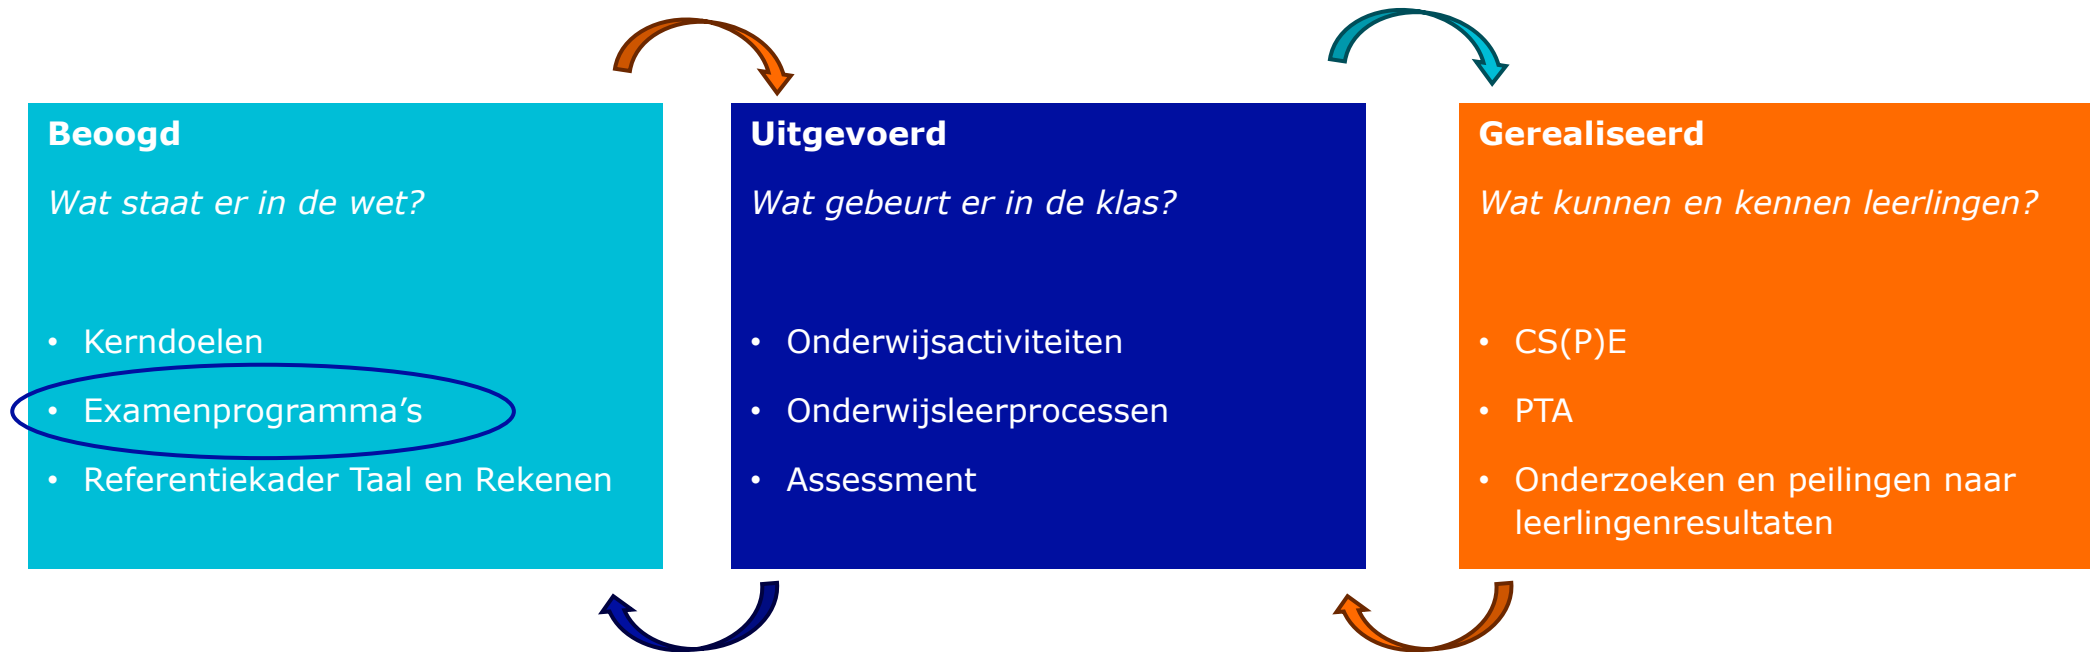 Beoogd
Wat staat er in de wet?
• Kerndoelen
• Examenprogramma’s
• Referentiekader Taal en Rekenen
Uitgevoerd
Wat gebeurt er in de klas?
• Onderwijsactiviteiten
• Onderwijsleerprocessen
• Assessment
Gerealiseerd
Wat kunnen en kennen leerlingen?
• CS(P)E
• PTA
• Onderzoeken en peilingen naar
leerlingenresultaten